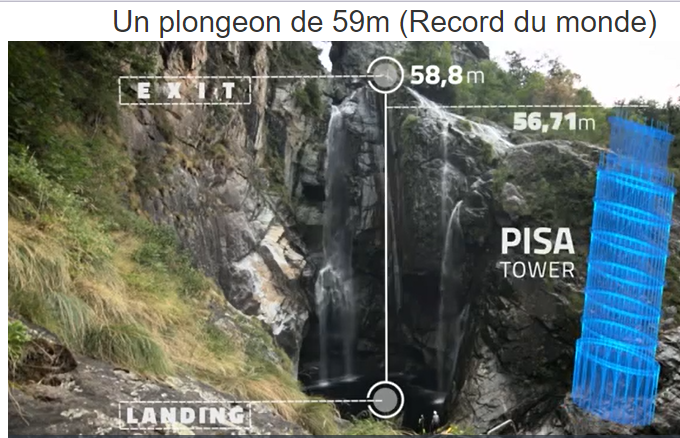 Un plongeon de 59m (Record du monde)
EXIT
58,8m
56,71m
PISA
TOWER
LANDING